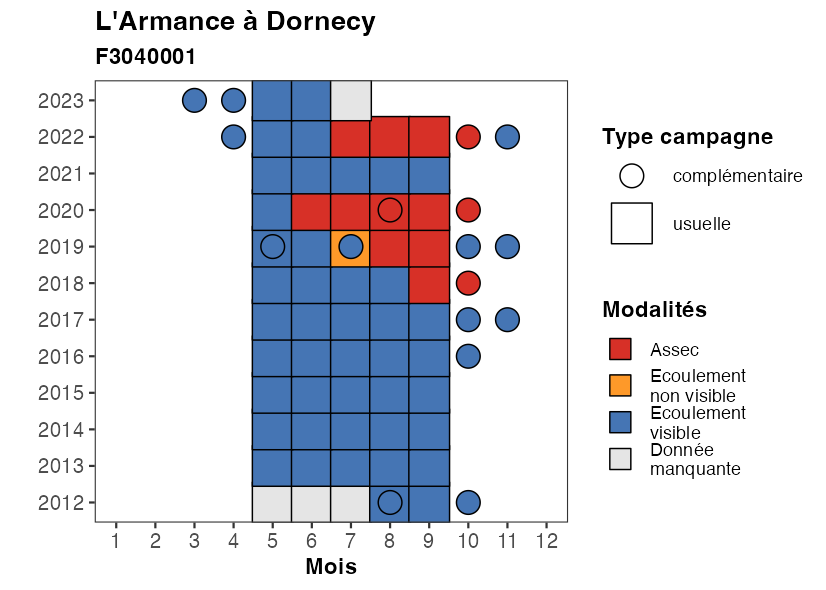 L'Armance à Dornecy
F3040001
2023
2022
2021
2020
2019
2018
2017
2016
2015
2014
2013
2012
1 2 3 4 5 6 7 8 9 10 11 12
Mois
Type campagne
complémentaire
usuelle
Modalités
Assec
Ecoulement
non visible
Ecoulement
visible
Donnée
manquante